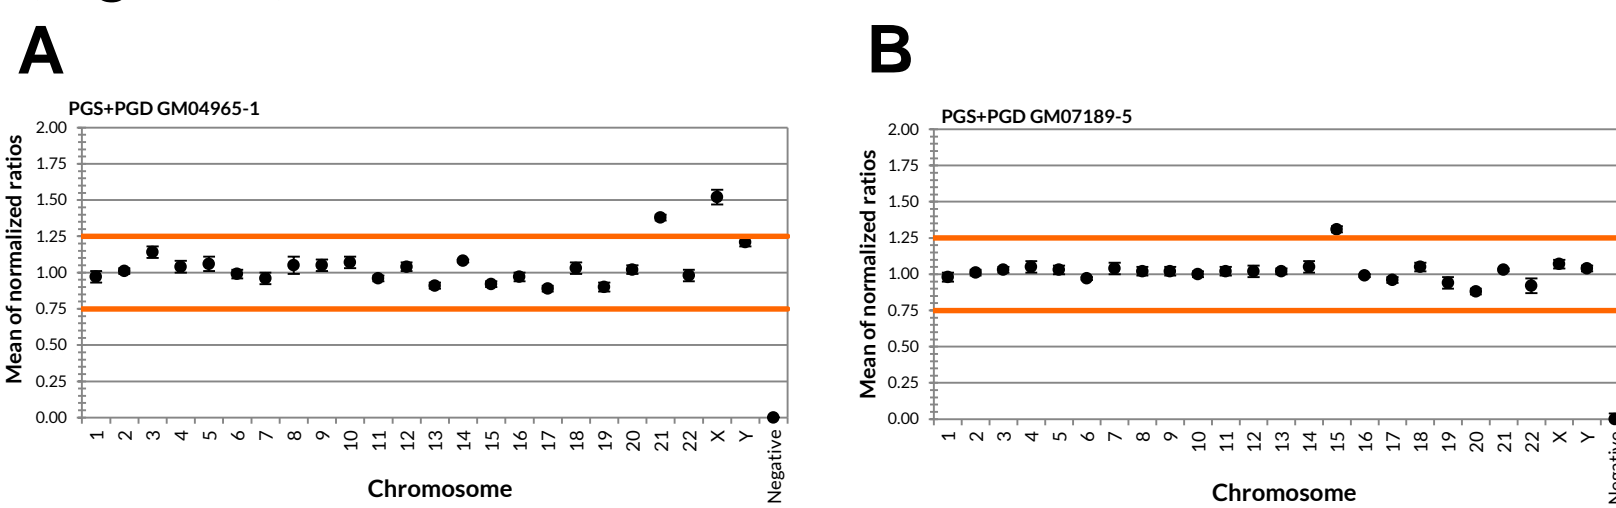 A
PGS+PGD GM04965-1
Mean of normalized ratios
2.00
1.75
1.50
1.25
1.00
0.75
0.50
0.25
0.00
1 2 3 4 5 6 7 8 9 10 11 12 13 14 15 16 17 18 19 20 21 22 X Y Negative
Chromosome
B
PGS+PGD GM07189-5
Mean of normalized ratios
2.00
1.75
1.50
1.25
1.00
0.75
0.50
0.25
0.00
1 2 3 4 5 6 7 8 9 10 11 12 13 14 15 16 17 18 19 20 21 22 X Y Negative
Chromosome